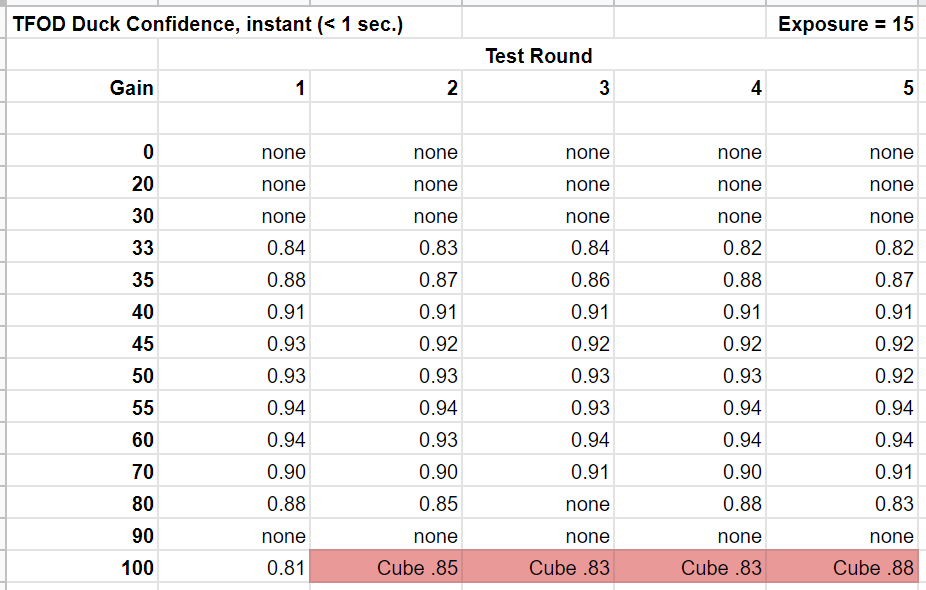 TFOD Duck Confidence, instant (< 1 sec.) Exposure = 15
Test Round
Gain 1 2 3 4 5
0 none none none none none
20 none none none none none
30 none none none none none
33 0.84 0.83 0.84 0.82 0.82
35 0.88 0.87 0.86 0.88 0.87
40 0.91 0.91 0.91 0.91 0.91
45 0.93 0.92 0.92 0.92 0.92
50 0.93 0.93 0.93 0.93 0.92
55 0.94 0.94 0.93 0.94 0.94
60 0.94 0.93 0.94 0.94 0.94
70 0.90 0.90 0.91 0.90 0.91
80 0.88 0.85 none 0.88 0.83
90 none none none none none
100 0.81 Cube .85 Cube .83 Cube .83 Cube .88